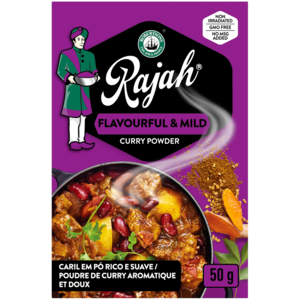 NON
IRRADIATED
GMO FREE
NO MSG
ADDED
Rajah®
FLAVOURFUL & MILD
CURRY POWDER
CARIL EM PÓ RICO E SUAVE /
POUDRE DE CURRY AROMATIQUE
ET DOUX
50 g